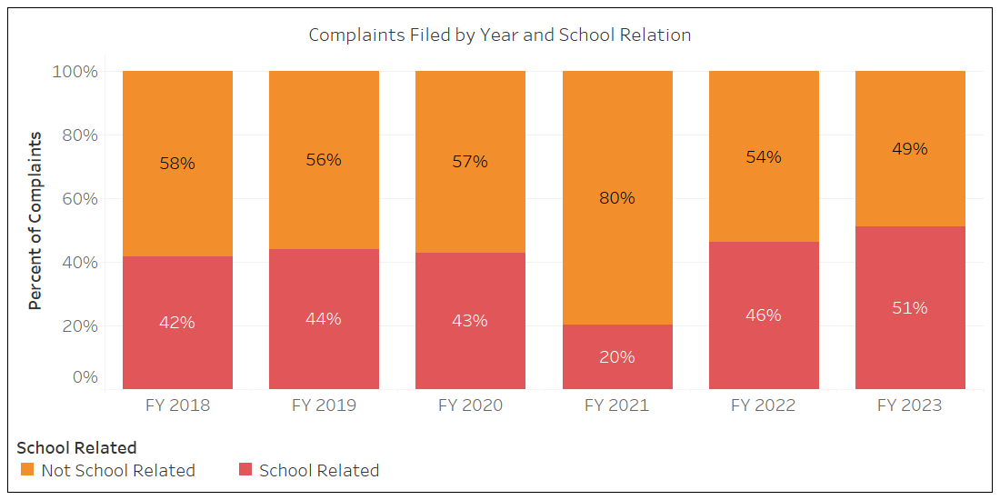 Complaints Filed by Year and School Relation
Percent of Complaints
100%
80%
60%
40%
20%
0%
58%
56%
57%
80%
54%
49%
42%
44%
43%
20%
46%
51%
FY 2018
FY 2019
FY 2020
FY 2021
FY 2022
FY 2023
School Related
Not School Related
School Related